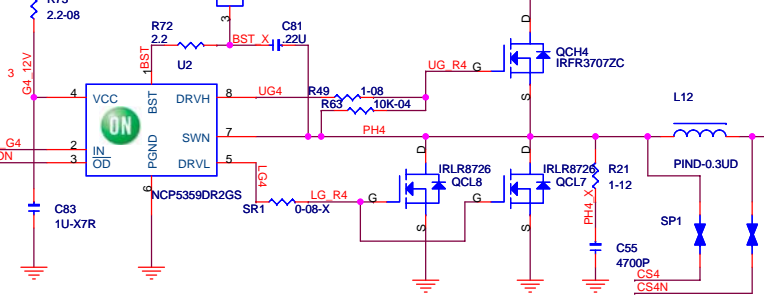 R75
2.2-08
3
R72
2.2
BST_X
C81
.22U
D
BST
U2
UG_R4
G
QCH4
IRFR3707ZC
3
G4_12V
1
4
VCC
BST
DRVH
8
UG4
R49
1-08
S
L12
R63
10K-04
ON
SWN
7
PH4
G4
2
IN
ON
3
OD
PGND
DRVL
5
D
IRLR8726
QCL8
D
IRLR8726
QCL7
R21
1-12
PIND-0.3UD
LG4
6
NCP5359DR2GS
LG_R4
G
G
SR1
0-08-X
PH4_X
SP1
C83
1U-X7R
S
S
C55
4700P
CS4
CS4N